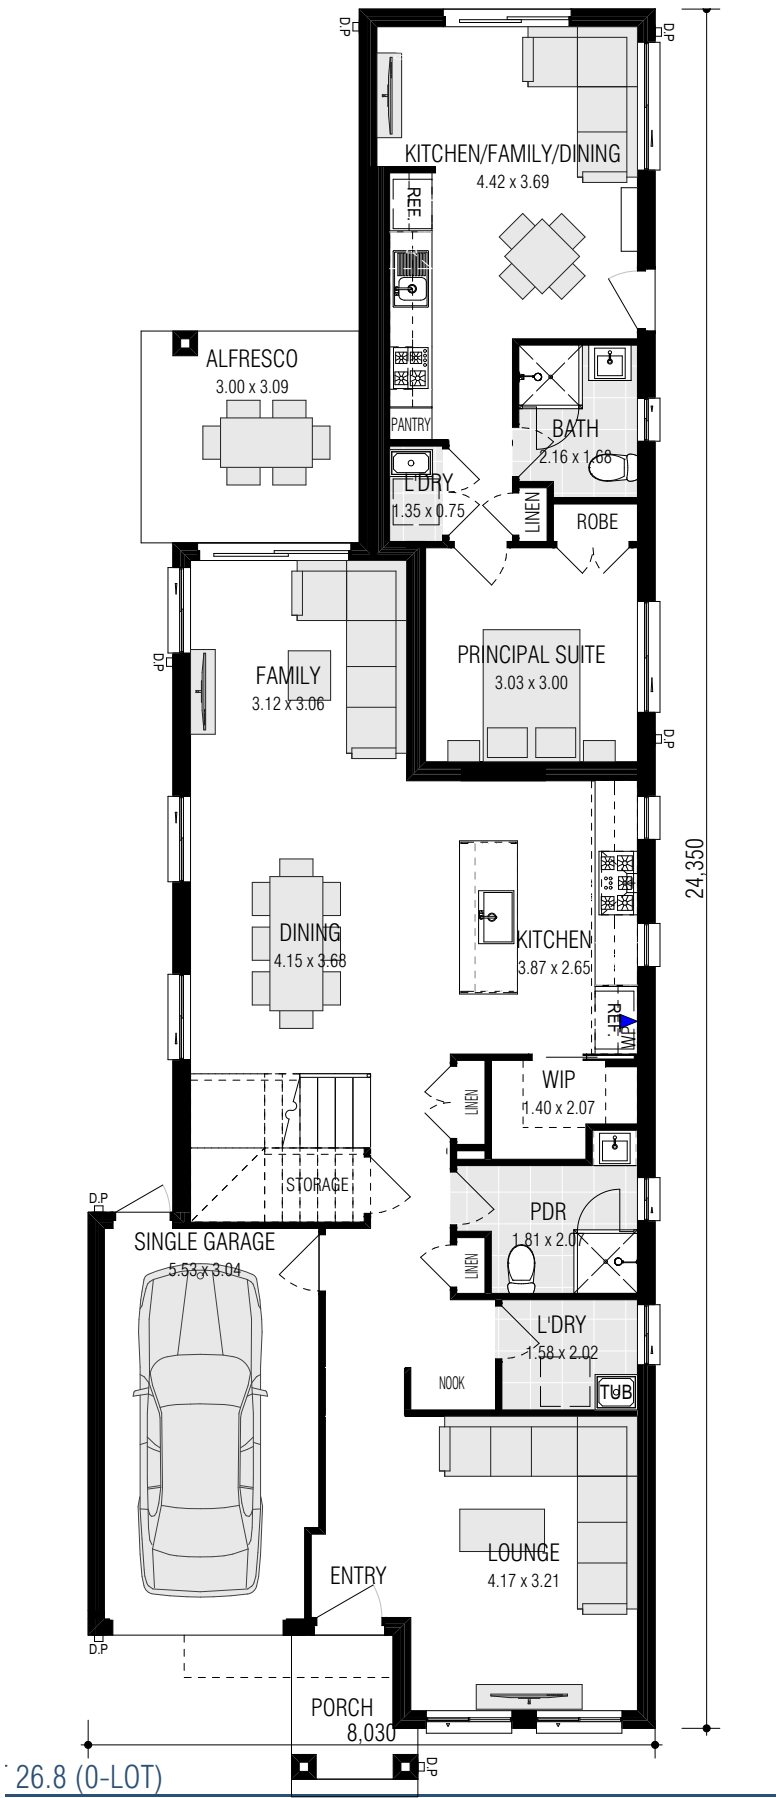 D.P
D.P
KITCHEN/FAMILY/DINING
4.42 x 3.69
REF.
ALFRESCO
3.00 x 3.09
PANTRY
BATH
2.16 x 1.68
L'DRY
1.35 x 0.75
LINEN
ROBE
D.P
FAMILY
3.12 x 3.06
PRINCIPAL SUITE
3.03 x 3.00
D.P
24,350
DINING
4.15 x 3.68
KITCHEN
3.87 x 2.65
REF.
WP
WIP
1.40 x 2.07
LINEN
STORAGE
D.P
PDR
1.81 x 2.07
SINGLE GARAGE
5.53 x 3.04
LINEN
L'DRY
1.58 x 2.02
NOOK
TUB
LOUNGE
4.17 x 3.21
ENTRY
D.P
PORCH
8,030
D.P
26.8 (0-LOT)